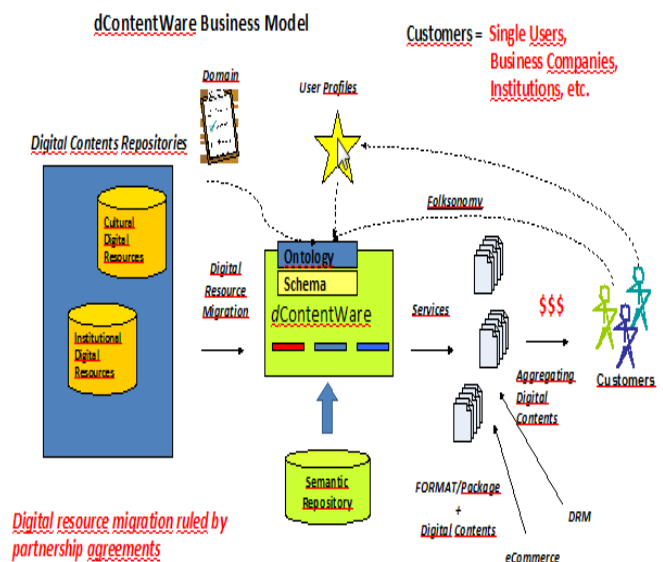 dContentWare Business Model
Customers = Single Users,
Business Companies,
Institutions, etc.
Domain
User Profiles
Digital Contents Repositories
Folksonomy
Cultural
Digital
Resources
Ontology
Schema
dContentWare
Digital
Resource
Migration
Services
$$$
Institutional
Digital
Resources
Aggregating
Digital
Contents
Customers
Semantic
Repository
FORMAT/Package
+
Digital Contents
DRM
eCommerce
Digital resource migration ruled by
partnership agreements